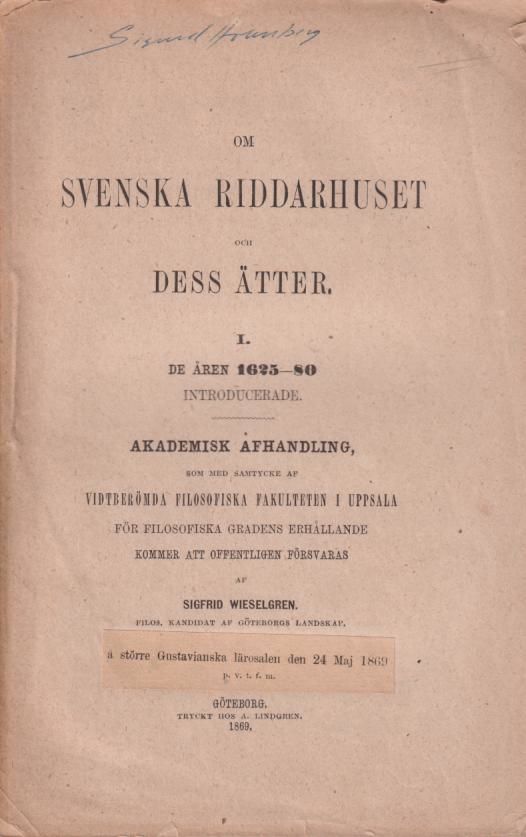 Sigurd Holmberg
OM
SVENSKA RIDDARHUSET
OCH
DESS ÄTTER.
I.
DE ÅREN 1625—80
INTRODUCERADE.
AKADEMISK AFHANDLING,
SOM MED SAMTYCKE AF
VIDTBERÖMDA FILOSOFISKA FAKULTETEN I UPPSALA
FÖR FILOSOFISKA GRADENS ERHÅLLANDE
KOMMER ATT OFFENTLIGEN FÖRSVARAS
AF
SIGFRID WIESELGREN.
FILOS. KANDIDAT AF GÖTEBORGS LANDSKAP.
å större Gustavianska lärosalen den 24 Maj 1869
p. v. t. f. m.
GÖTEBORG.
TRYCKT HOS A. LINDGREN.
1869.